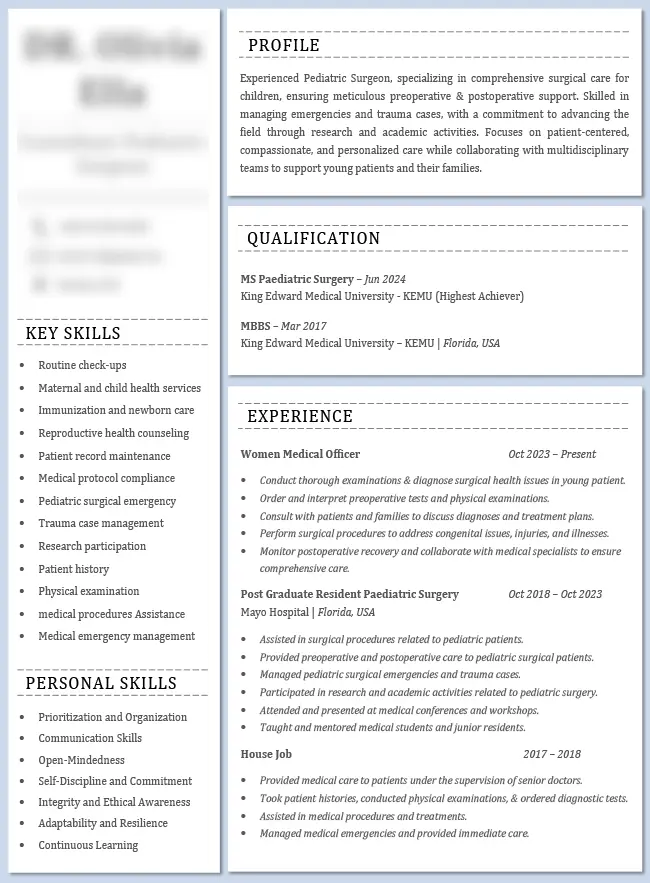 KEY SKILLS
• Routine check-ups
• Maternal and child health services
• Immunization and newborn care
• Reproductive health counseling
• Patient record maintenance
• Medical protocol compliance
• Pediatric surgical emergency
• Trauma case management
• Research participation
• Patient history
• Physical examination
• medical procedures Assistance
• Medical emergency management
PERSONAL SKILLS
• Prioritization and Organization
• Communication Skills
• Open-Mindedness
• Self-Discipline and Commitment
• Integrity and Ethical Awareness
• Adaptability and Resilience
• Continuous Learning
PROFILE
Experienced Pediatric Surgeon, specializing in comprehensive surgical care for
children, ensuring meticulous preoperative & postoperative support. Skilled in
managing emergencies and trauma cases, with a commitment to advancing the
field through research and academic activities. Focuses on patient-centered,
compassionate, and personalized care while collaborating with multidisciplinary
teams to support young patients and their families.
QUALIFICATION
MS Paediatric Surgery – Jun 2024
King Edward Medical University - KEMU (Highest Achiever)
MBBS – Mar 2017
King Edward Medical University – KEMU | Florida, USA
EXPERIENCE
Women Medical Officer Oct 2023 – Present
• Conduct thorough examinations & diagnose surgical health issues in young patient.
• Order and interpret preoperative tests and physical examinations.
• Consult with patients and families to discuss diagnoses and treatment plans.
• Perform surgical procedures to address congenital issues, injuries, and illnesses.
• Monitor postoperative recovery and collaborate with medical specialists to ensure
comprehensive care.
Post Graduate Resident Paediatric Surgery Oct 2018 – Oct 2023
Mayo Hospital | Florida, USA
• Assisted in surgical procedures related to pediatric patients.
• Provided preoperative and postoperative care to pediatric surgical patients.
• Managed pediatric surgical emergencies and trauma cases.
• Participated in research and academic activities related to pediatric surgery.
• Attended and presented at medical conferences and workshops.
• Taught and mentored medical students and junior residents.
House Job 2017 – 2018
• Provided medical care to patients under the supervision of senior doctors.
• Took patient histories, conducted physical examinations, & ordered diagnostic tests.
• Assisted in medical procedures and treatments.
• Managed medical emergencies and provided immediate care.